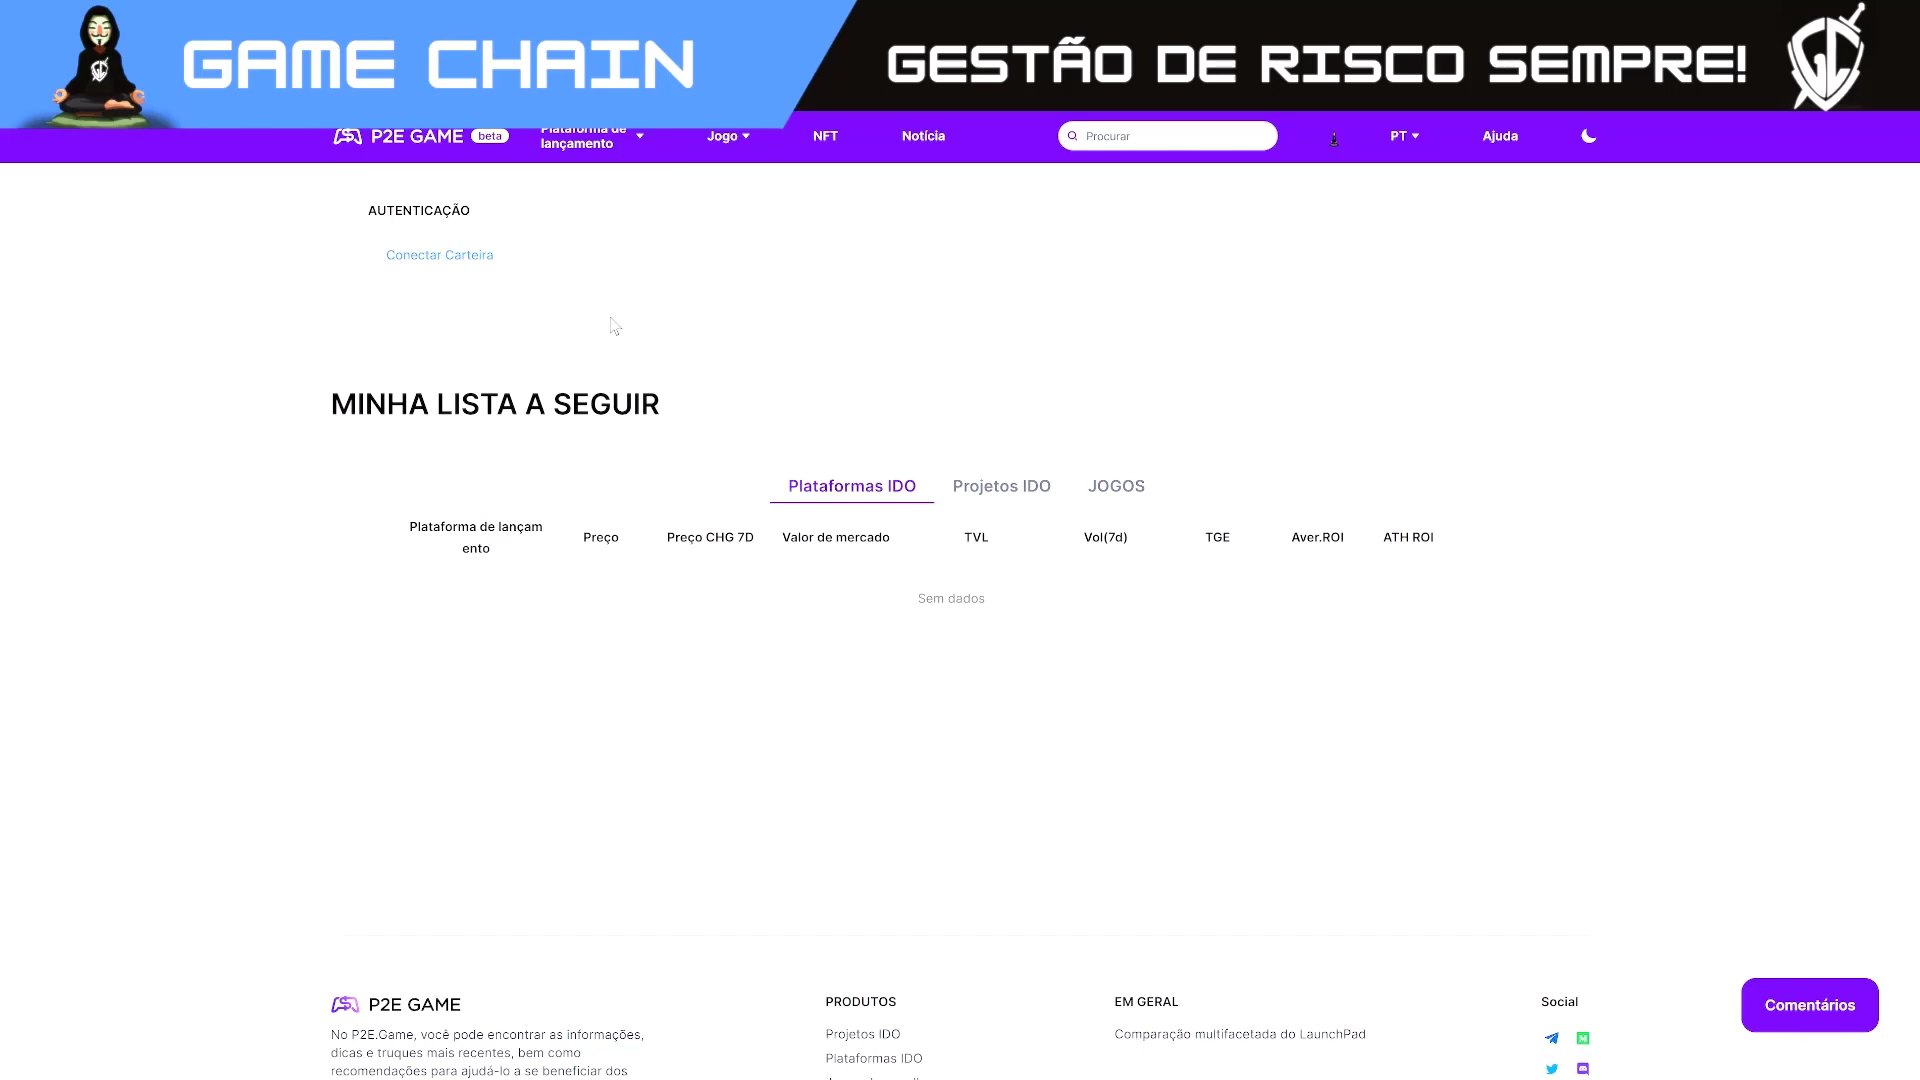 GAME CHAIN
GESTÃO DE RISCO SEMPRE!
P2E GAME beta
Plataforma de
lançamento
Jogo
NFT
Notícia
Procurar
PT
Ajuda
AUTENTICAÇÃO
Conectar Carteira
MINHA LISTA A SEGUIR
Plataformas IDO
Projetos IDO
JOGOS
Plataforma de lançam
ento
Preço
Preço CHG 7D
Valor de mercado
TVL
Vol(7d)
TGE
Aver.ROI
ATH ROI
Sem dados
P2E GAME
No P2E.Game, você pode encontrar as informações,
dicas e truques mais recentes, bem como
recomendações para ajudá-lo a se beneficiar dos
PRODUTOS
Projetos IDO
Plataformas IDO
EM GERAL
Comparação multifacetada do LaunchPad
Social
Comentários